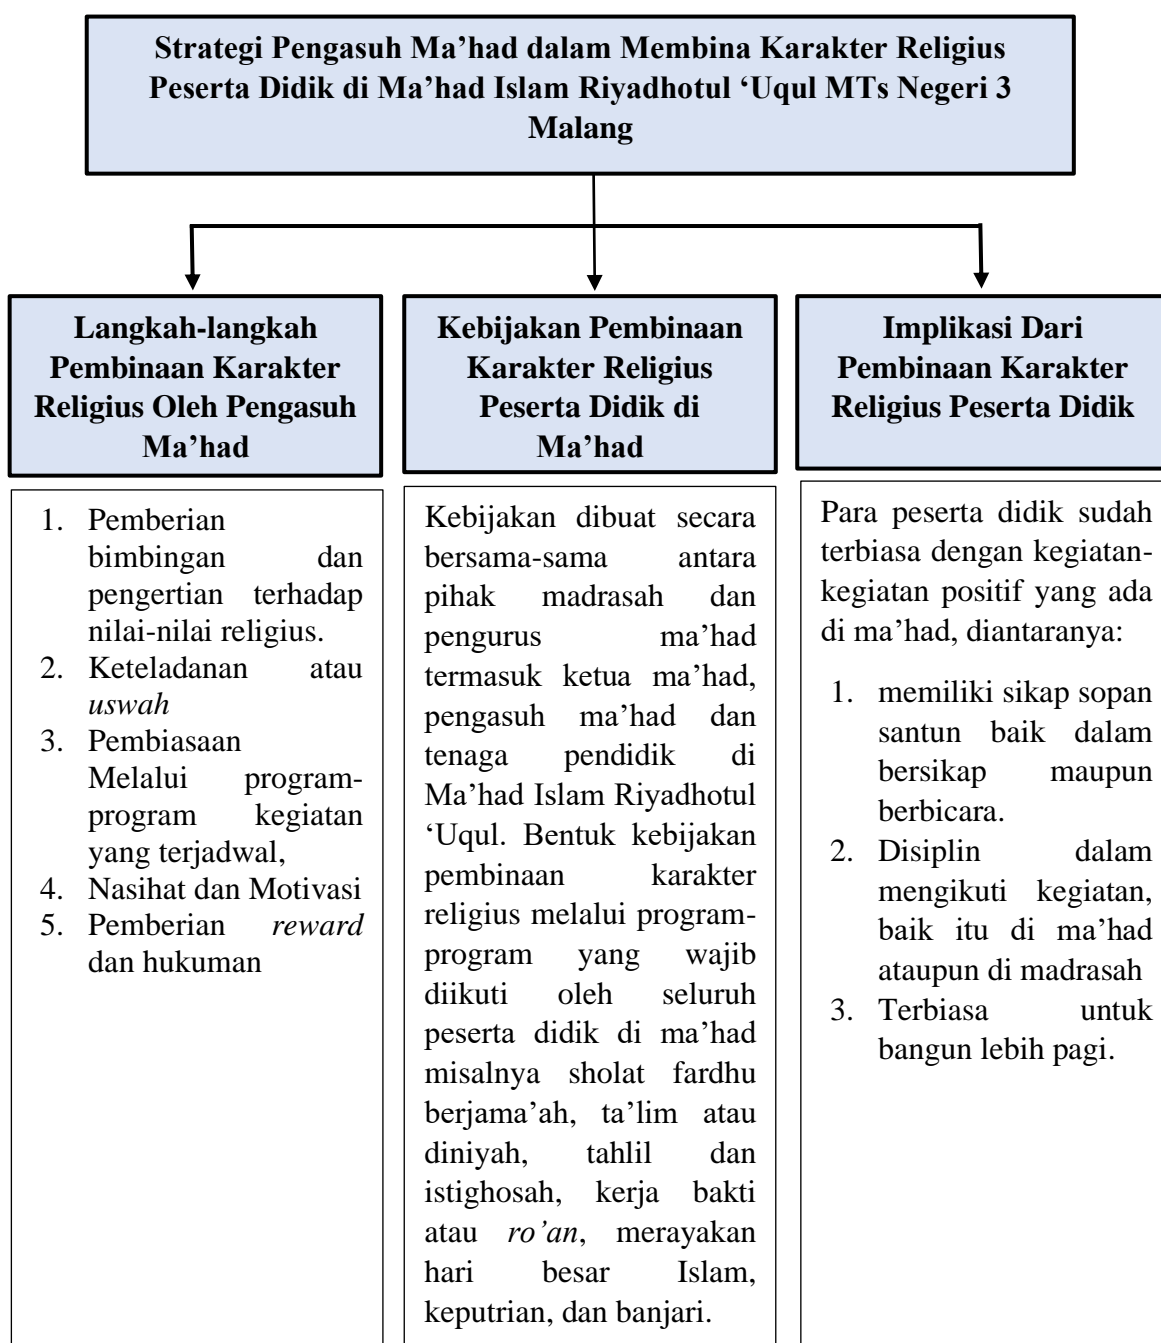 Strategi Pengasuh Ma’had dalam Membina Karakter Religius
Peserta Didik di Ma’had Islam Riyadhotul ‘Uqul MTs Negeri 3
Malang
Langkah-langkah
Pembinaan Karakter
Religius Oleh Pengasuh
Ma’had
1. Pemberian
bimbingan dan
pengertian terhadap
nilai-nilai religius.
2. Keteladanan atau
uswah
3. Pembiasaan
Melalui program-
program kegiatan
yang terjadwal,
4. Nasihat dan Motivasi
5. Pemberian reward
dan hukuman
Kebijakan Pembinaan
Karakter Religius
Peserta Didik di
Ma’had
Kebijakan dibuat secara
bersama-sama antara
pihak madrasah dan
pengurus ma’had
termasuk ketua ma’had,
pengasuh ma’had dan
tenaga pendidik di
Ma’had Islam Riyadhotul
‘Uqul. Bentuk kebijakan
pembinaan karakter
religius melalui program-
program yang wajib
diikuti oleh seluruh
peserta didik di ma’had
misalnya sholat fardhu
berjama’ah, ta’lim atau
diniyah, tahlil dan
istighosah, kerja bakti
atau ro’an, merayakan
hari besar Islam,
keputrian, dan banjari.
Implikasi Dari
Pembinaan Karakter
Religius Peserta Didik
Para peserta didik sudah
terbiasa dengan kegiatan-
kegiatan positif yang ada
di ma’had, diantaranya:
1. memiliki sikap sopan
santun baik dalam
bersikap maupun
berbicara.
2. Disiplin dalam
mengikuti kegiatan,
baik itu di ma’had
ataupun di madrasah
3. Terbiasa untuk
bangun lebih pagi.